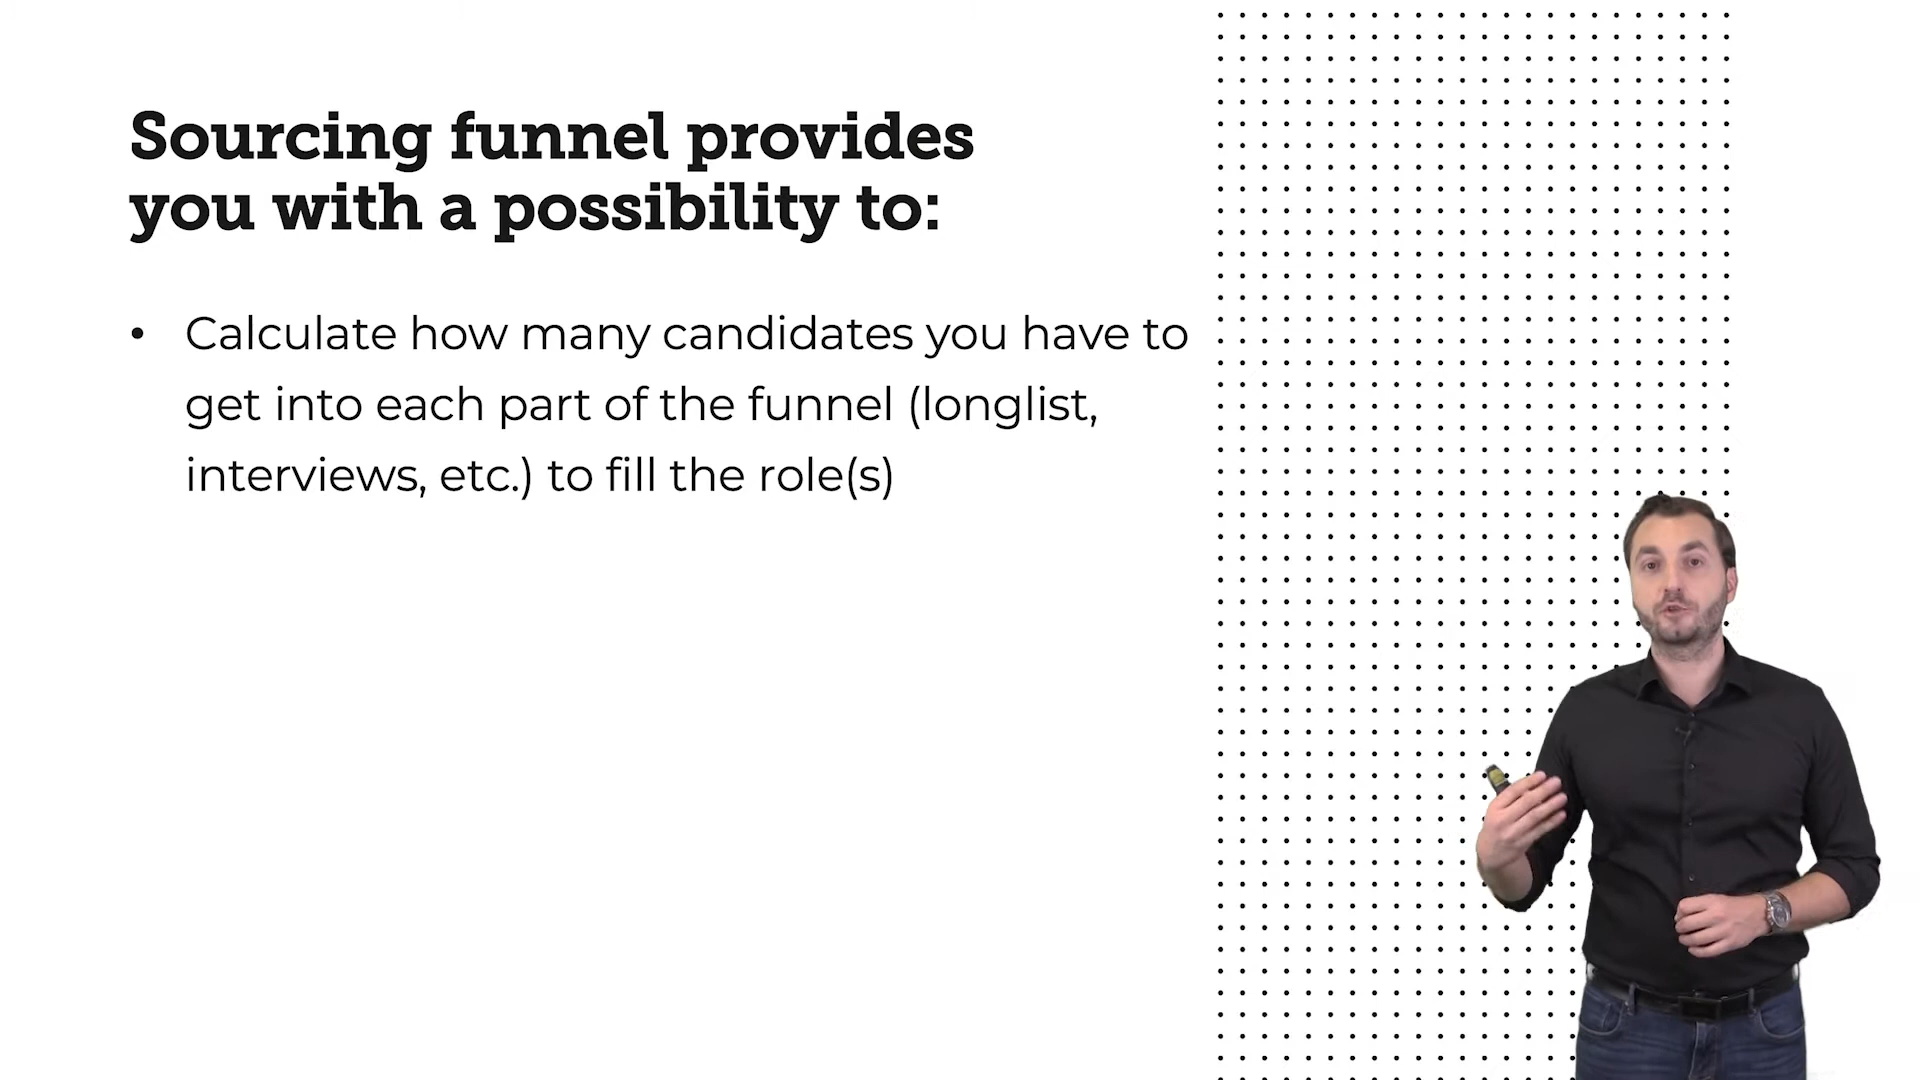 Sourcing funnel provides
you with a possibility to:
• Calculate how many candidates you have to
get into each part of the funnel (longlist,
interviews, etc.) to fill the role(s)